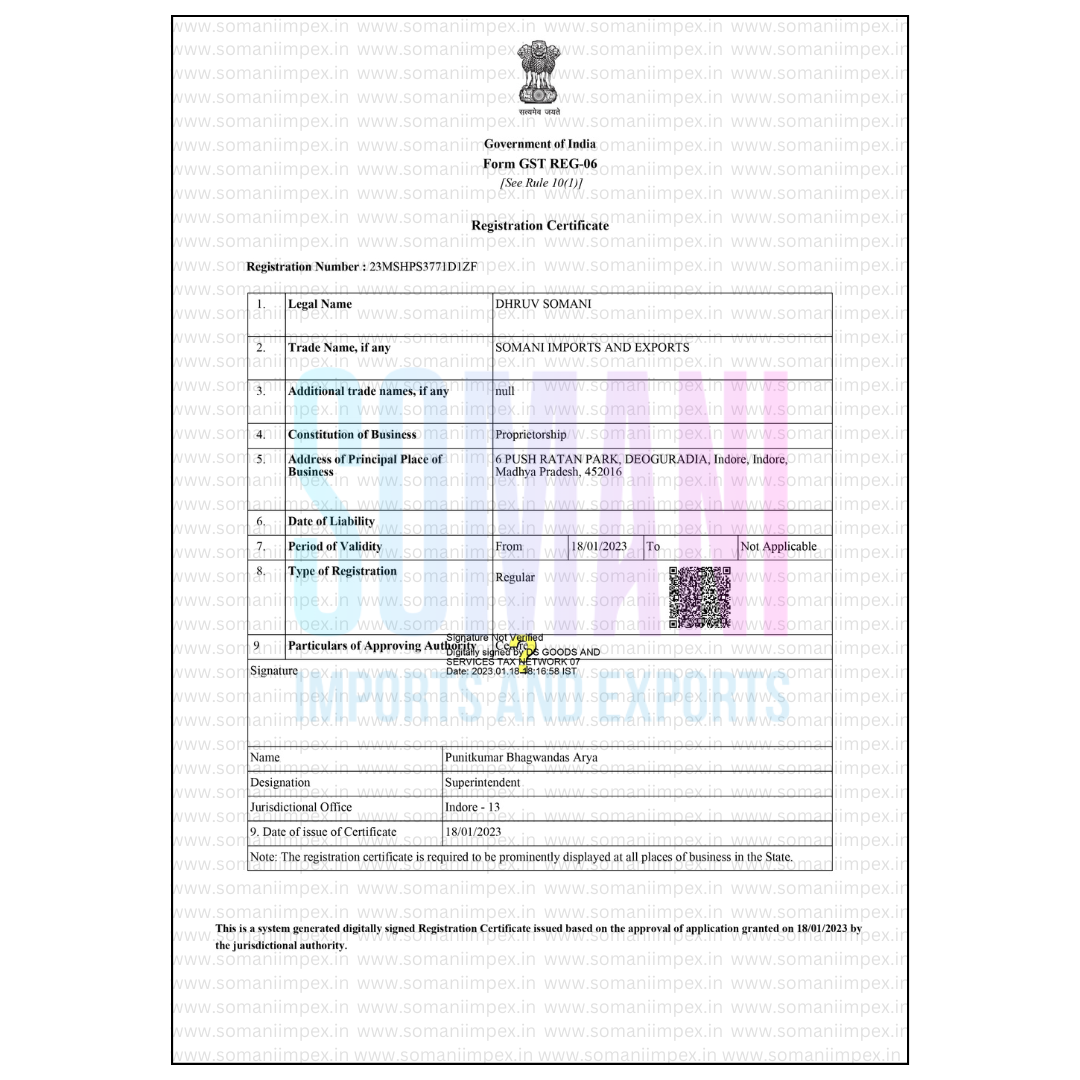 सत्यमेव जयते
Government of India
Form GST REG-06
[See Rule 10(1)]
Registration Certificate
Registration Number : 23MSHPS3771D1ZF
1. Legal Name DHRUV SOMANI
2. Trade Name, if any SOMANI IMPORTS AND EXPORTS
3. Additional trade names, if any null
4. Constitution of Business Proprietorship
5. Address of Principal Place of Business 6 PUSH RATAN PARK, DEOGURADIA, Indore, Indore,
Madhya Pradesh, 452016
6. Date of Liability
7. Period of Validity From 18/01/2023 To Not Applicable
8. Type of Registration Regular
9 Particulars of Approving Authority Centre
Signature
Signature Not Verified
Digitally signed by DS GOODS AND
SERVICES TAX NETWORK 07
Date: 2023.01.18 18:16:58 IST
Name Punitkumar Bhagwandas Arya
Designation Superintendent
Jurisdictional Office Indore - 13
9. Date of issue of Certificate 18/01/2023
Note: The registration certificate is required to be prominently displayed at all places of business in the State.
This is a system generated digitally signed Registration Certificate issued based on the approval of application granted on 18/01/2023 by
the jurisdictional authority.
SOMANI
IMPORTS AND EXPORTS
www.somaniimpex.in